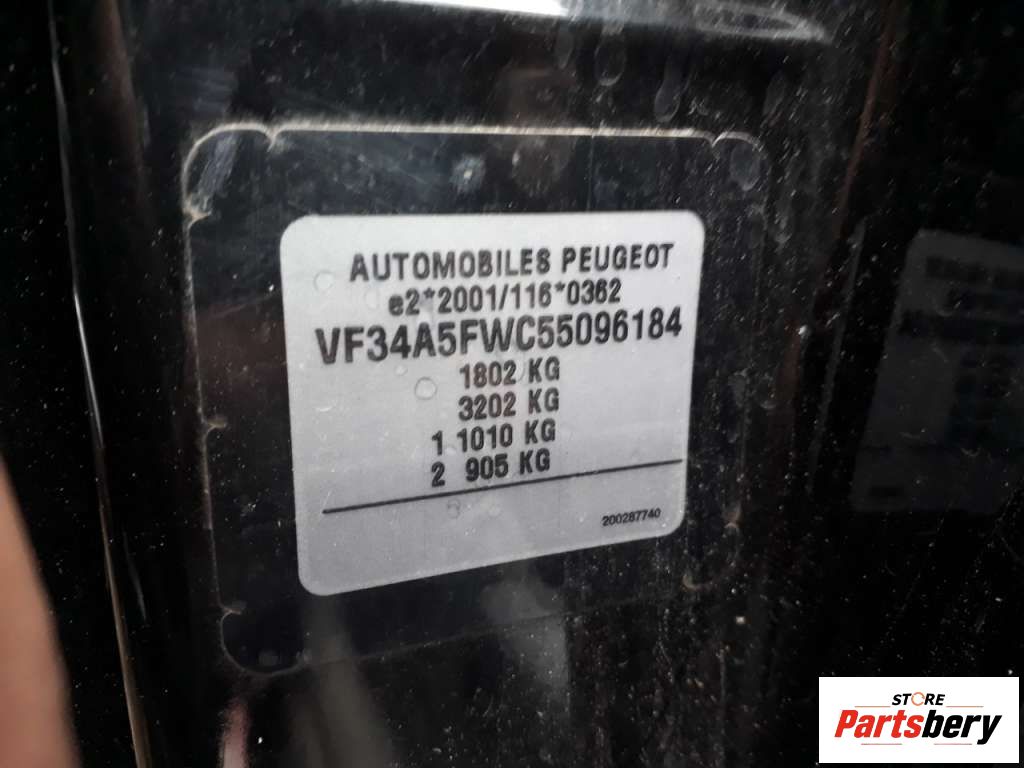 AUTOMOBILES PEUGEOT
e2*2001/116*0362
VF34A5FWC55096184
1802 KG
3202 KG
1 1010 KG
2 905 KG
200287740
STORE
Partsbery